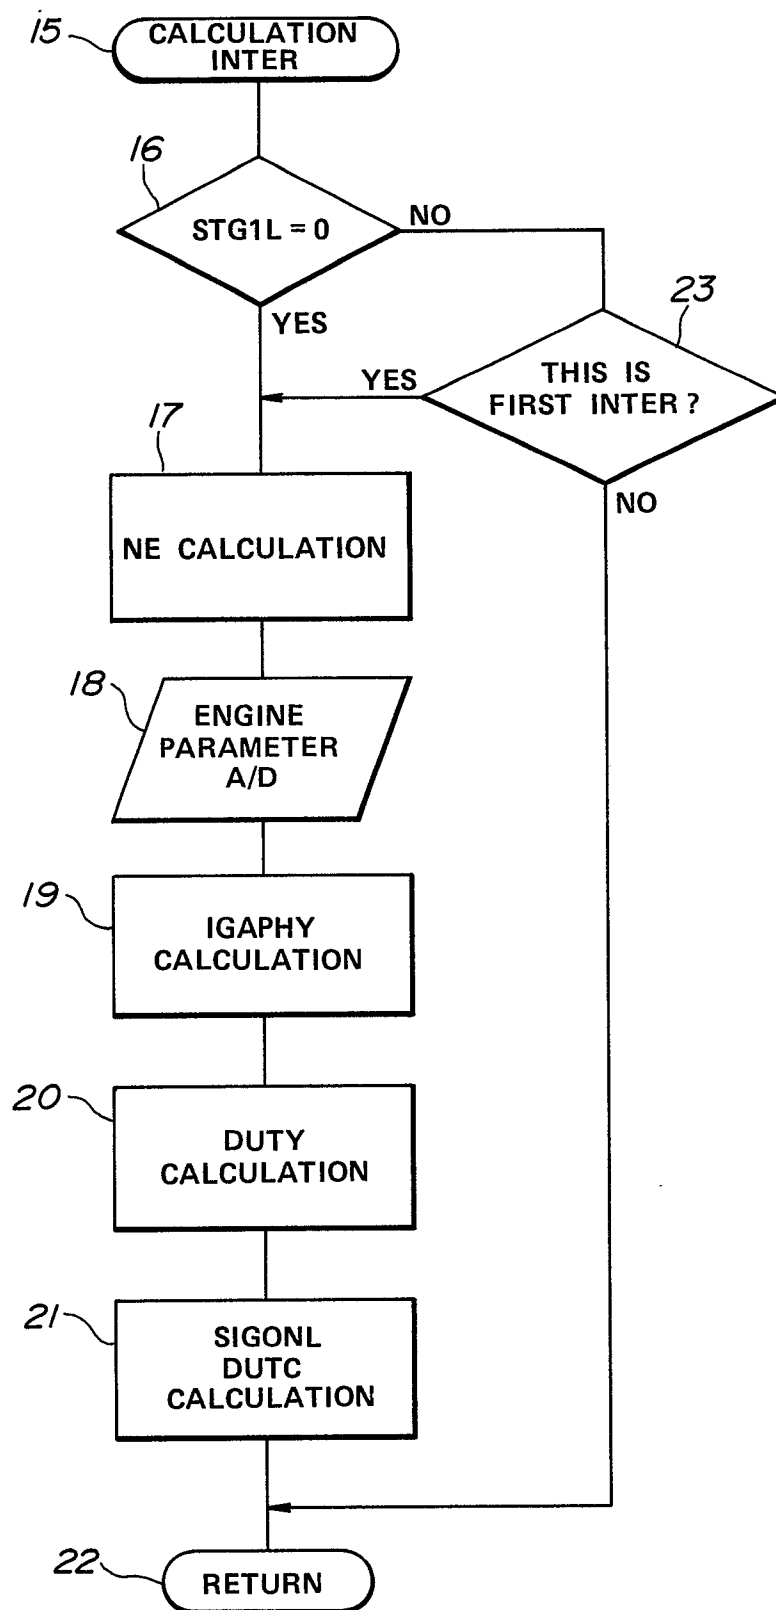 15
CALCULATION
INTER
16
STG1L = 0
NO
YES
23
THIS IS
FIRST INTER ?
YES
NO
17
NE CALCULATION
18
ENGINE
PARAMETER
A/D
19
IGAPHY
CALCULATION
20
DUTY
CALCULATION
21
SIGONL
DUTC
CALCULATION
22
RETURN